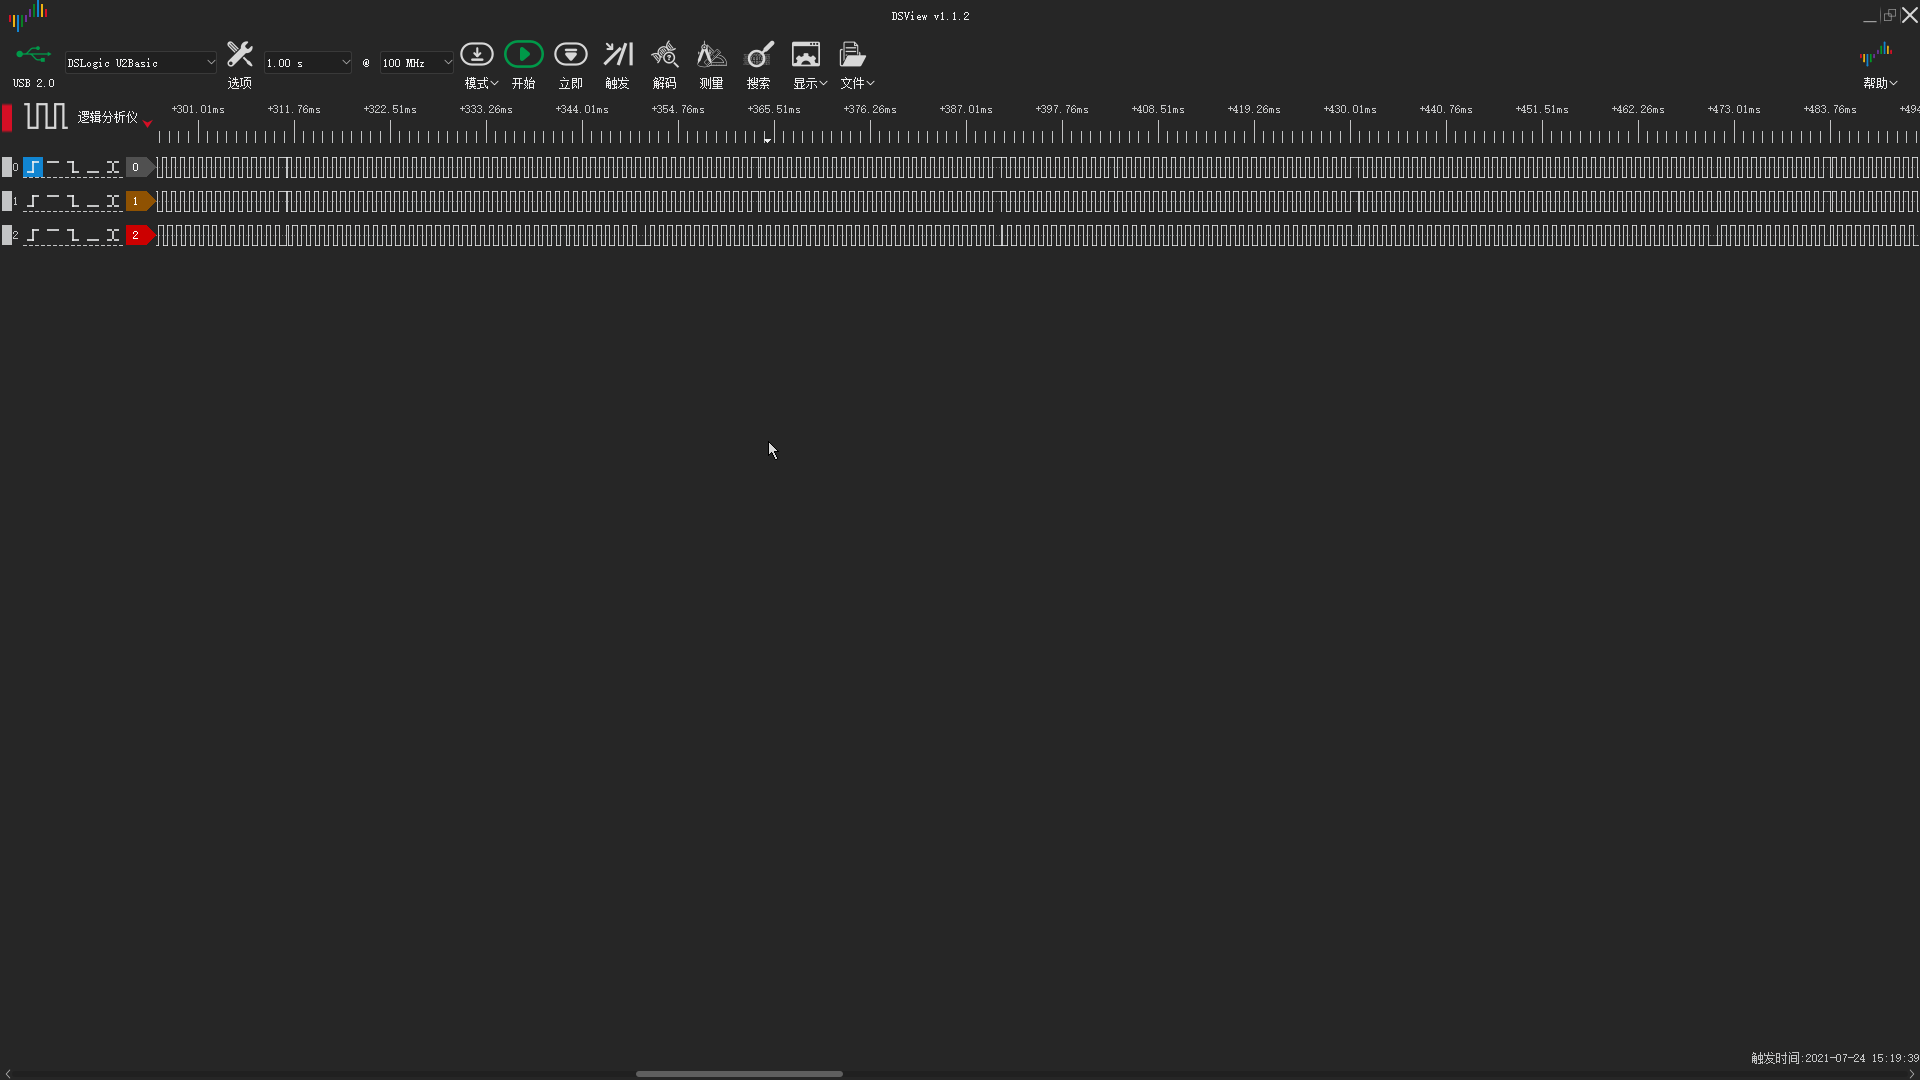 DSView v1.1.2
USB 2.0
DSLogic U2Basic
选项
1.00 s
@
100 MHz
模式
开始
立即
触发
解码
测量
搜索
显示
文件
帮助
逻辑分析仪
+301.01ms +311.76ms +322.51ms +333.26ms +344.01ms +354.76ms +365.51ms +376.26ms +387.01ms +397.76ms +408.51ms +419.26ms +430.01ms +440.76ms +451.51ms +462.26ms +473.01ms +483.76ms +494
0 0
1 1
2 2
触发时间:2021-07-24 15:19:39